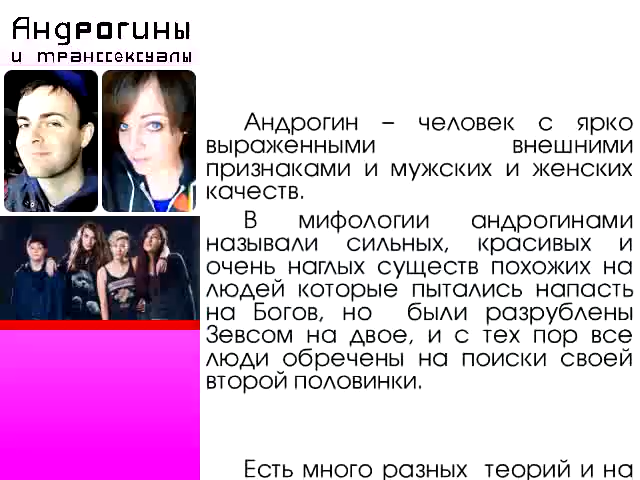 Андрогины
и транссексуалы
Андрогин – человек с ярко
выраженными внешними
признаками и мужских и женских
качеств.
В мифологии андрогинами
называли сильных, красивых и
очень наглых существ похожих на
людей которые пытались напасть
на Богов, но были разрублены
Зевсом на двое, и с тех пор все
люди обречены на поиски своей
второй половинки.
Есть много разных теорий и на